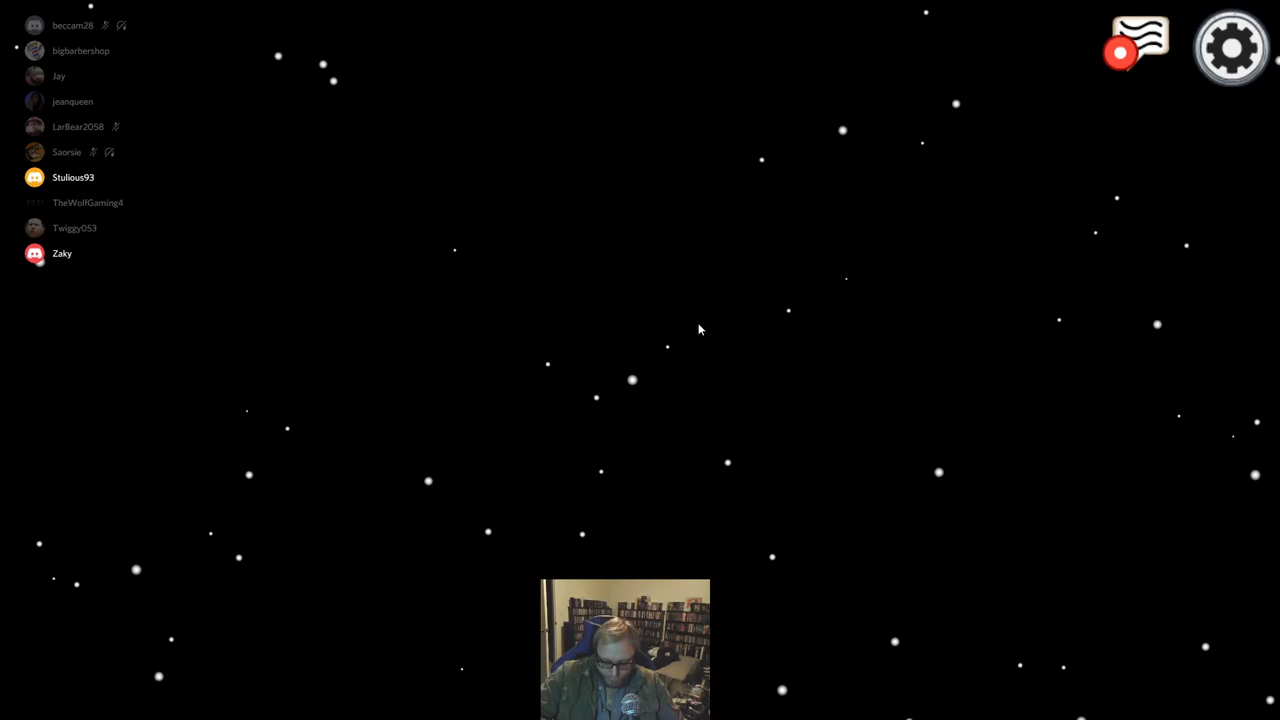 beccam28
bigbarbershop
Jay
jeanqueen
LarBear2058
Saorsie
Stulious93
TheWolfGaming4
Twiggy053
Zaky